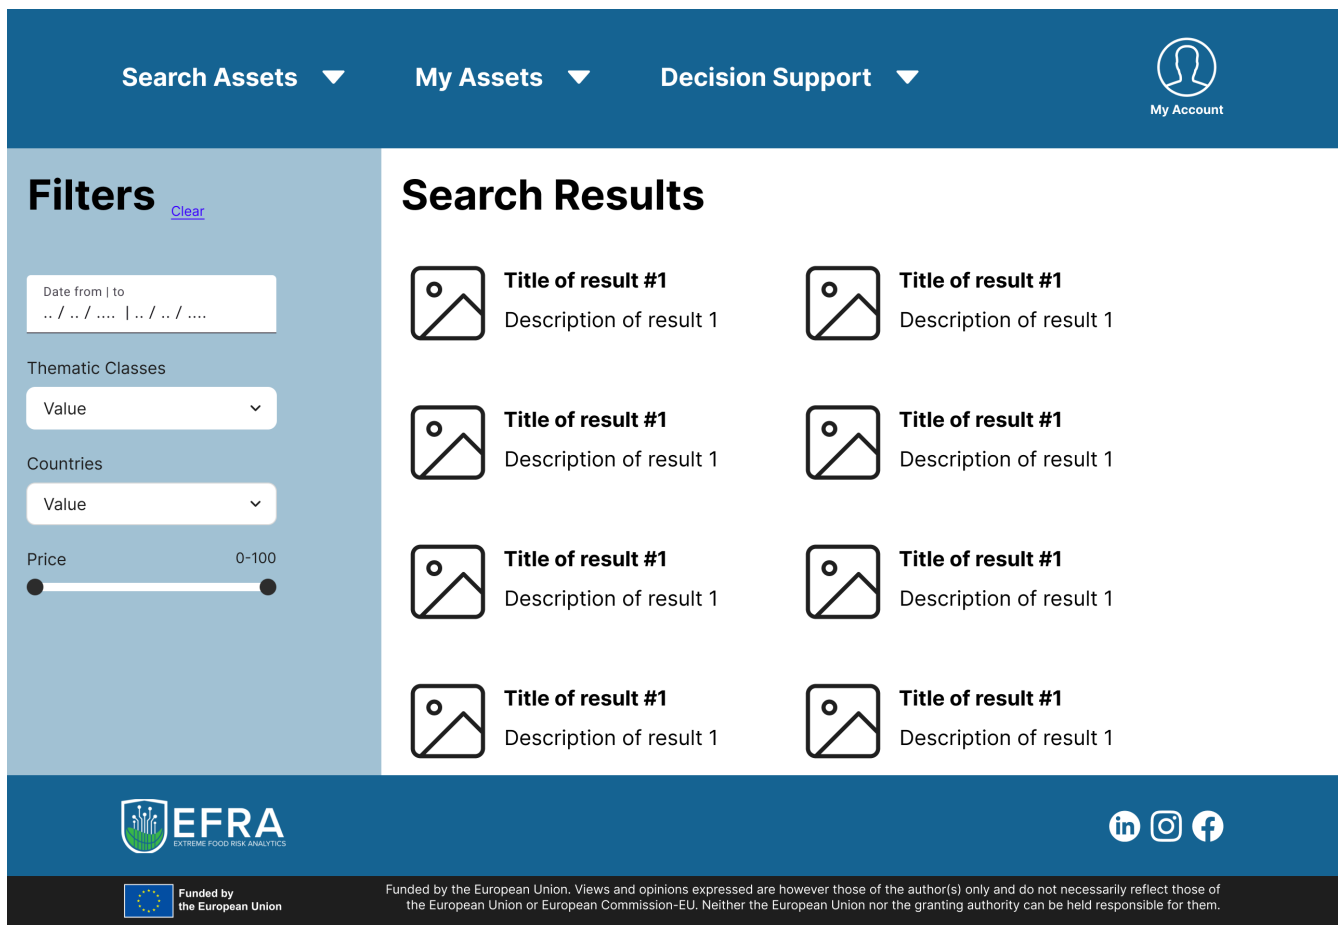 Search Assets
My Assets
Decision Support
My Account
Filters
Clear
Date from | to
.. / .. / .... | .. / .. / ....
Thematic Classes
Value
Countries
Value
Price
0-100
Search Results
Title of result #1
Description of result 1
Title of result #1
Description of result 1
Title of result #1
Description of result 1
Title of result #1
Description of result 1
Title of result #1
Description of result 1
Title of result #1
Description of result 1
Title of result #1
Description of result 1
Title of result #1
Description of result 1
EFRA
EXTREME FOOD RISK ANALYTICS
in
Funded by
the European Union
Funded by the European Union. Views and opinions expressed are however those of the author(s) only and do not necessarily reflect those of
the European Union or European Commission-EU. Neither the European Union nor the granting authority can be held responsible for them.